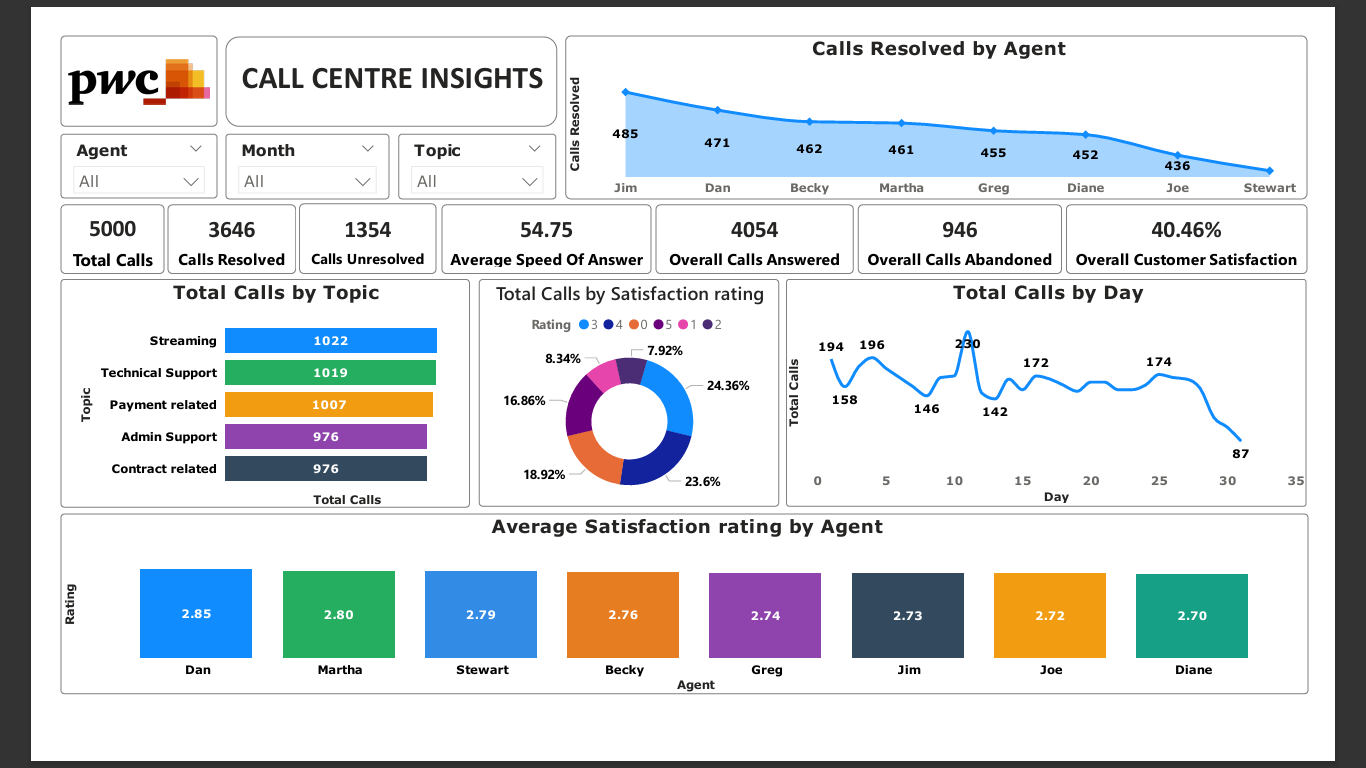 pwc
CALL CENTRE INSIGHTS
Agent
All
Month
All
Topic
All
Calls Resolved by Agent
Calls Resolved
485
471
462
461
455
452
436
Jim Dan Becky Martha Greg Diane Joe Stewart
5000
Total Calls
3646
Calls Resolved
1354
Calls Unresolved
54.75
Average Speed Of Answer
4054
Overall Calls Answered
946
Overall Calls Abandoned
40.46%
Overall Customer Satisfaction
Total Calls by Topic
Topic
Streaming 1022
Technical Support 1019
Payment related 1007
Admin Support 976
Contract related 976
Total Calls
Total Calls by Satisfaction rating
Rating 3 4 0 5 1 2
7.92%
8.34%
24.36%
16.86%
18.92%
23.6%
Total Calls by Day
Total Calls
194
196
230
158
146
142
172
174
87
0 5 10 15 20 25 30 35
Day
Average Satisfaction rating by Agent
Rating
2.85 2.80 2.79 2.76 2.74 2.73 2.72 2.70
Dan Martha Stewart Becky Greg Jim Joe Diane
Agent